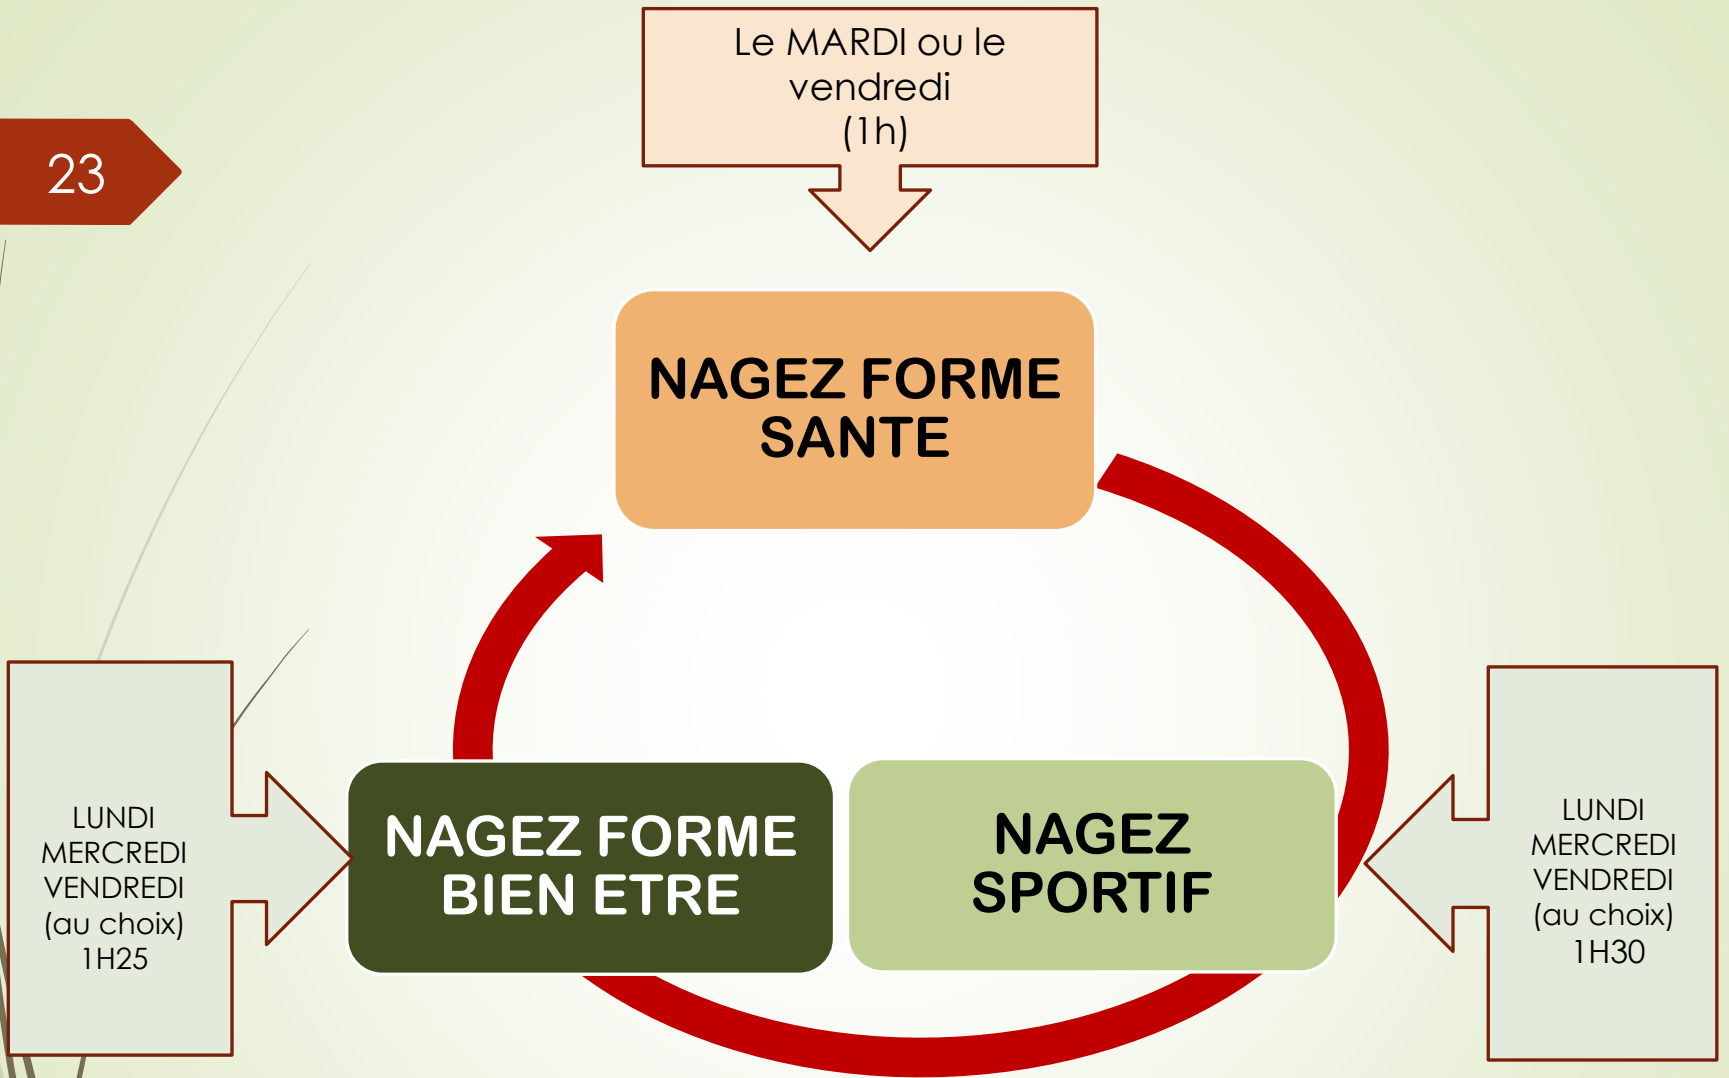 Le MARDI ou le
vendredi
(1h)
23
NAGEZ FORME
SANTE
LUNDI
MERCREDI
VENDREDI
(au choix)
1H25
NAGEZ FORME
BIEN ETRE
NAGEZ
SPORTIF
LUNDI
MERCREDI
VENDREDI
(au choix)
1H30